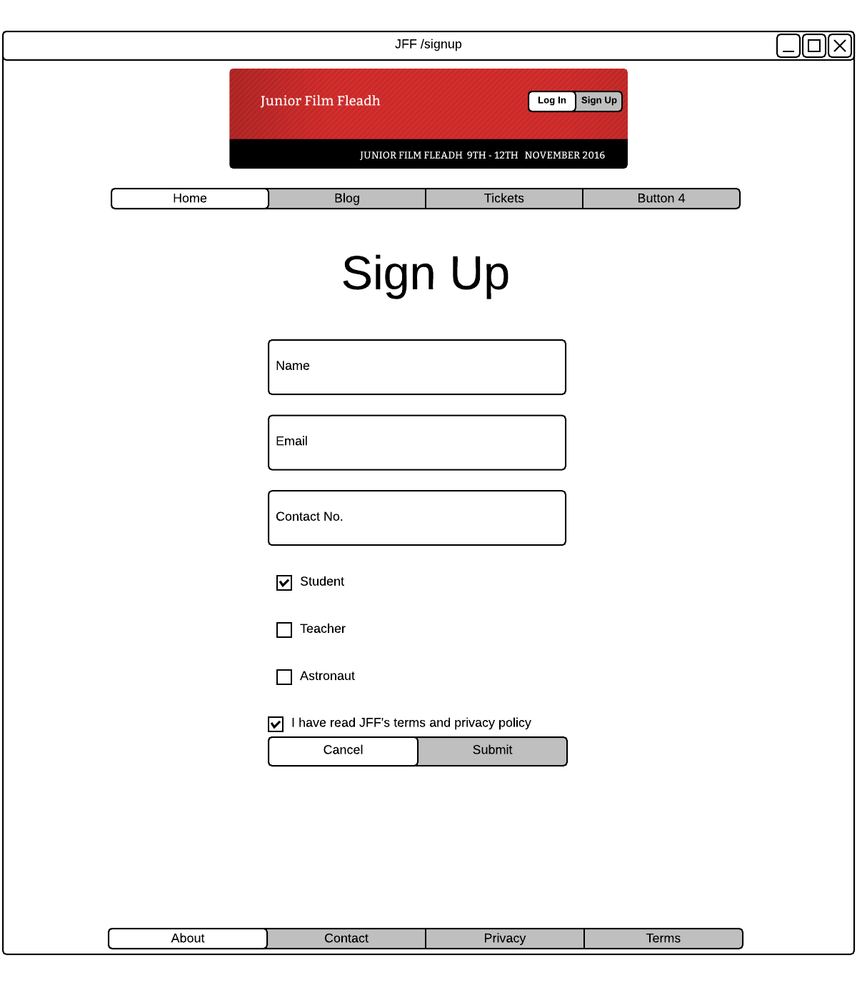 JFF /signup
Junior Film Fleadh
Log In Sign Up
JUNIOR FILM FLEADH 9TH - 12TH NOVEMBER 2016
Home Blog Tickets Button 4
Sign Up
Name
Email
Contact No.
Student
Teacher
Astronaut
I have read JFF's terms and privacy policy
Cancel Submit
About Contact Privacy Terms